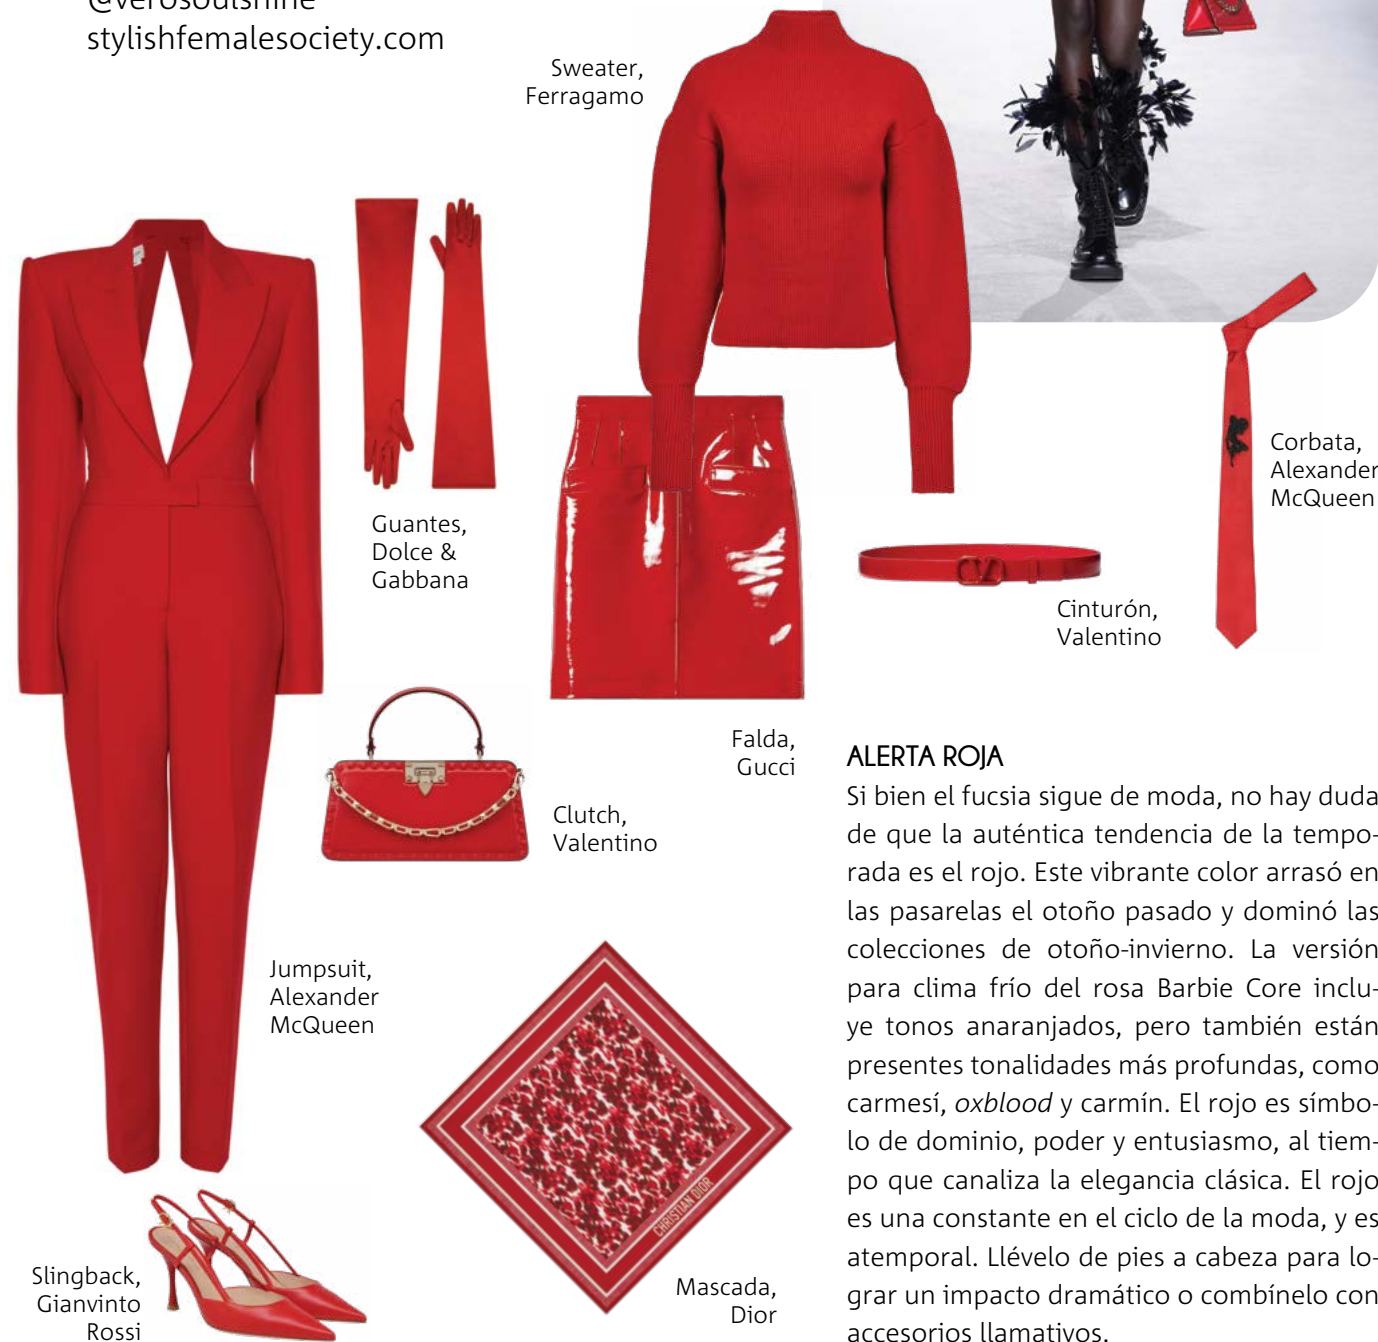 @verosoulshine
stylishfemalesociety.com
Sweater,
Ferragamo
Guantes,
Dolce &
Gabbana
Corbata,
Alexander
McQueen
Cinturón,
Valentino
Falda,
Gucci
Clutch,
Valentino
Jumpsuit,
Alexander
McQueen
CHRISTIAN DIOR
Mascada,
Dior
Slingback,
Gianvinto
Rossi
ALERTA ROJA
Si bien el fucsia sigue de moda, no hay duda
de que la auténtica tendencia de la tempo-
rada es el rojo. Este vibrante color arrasó en
las pasarelas el otoño pasado y dominó las
colecciones de otoño-invierno. La versión
para clima frío del rosa Barbie Core inclu-
ye tonos anaranjados, pero también están
presentes tonalidades más profundas, como
carmesí, oxblood y carmín. El rojo es símbo-
lo de dominio, poder y entusiasmo, al tiem-
po que canaliza la elegancia clásica. El rojo
es una constante en el ciclo de la moda, y es
atemporal. Llévelo de pies a cabeza para lo-
grar un impacto dramático o combínelo con
accesorios llamativos.